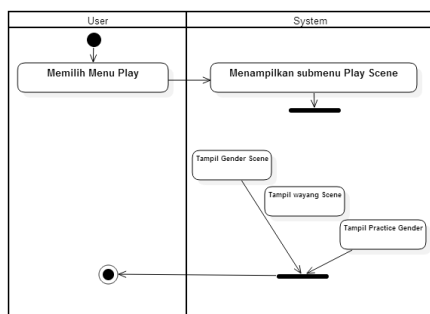 User
System
Memilih Menu Play
Menampilkan submenu Play Scene
Tampil Gender Scene
Tampil wayang Scene
Tampil Practice Gender